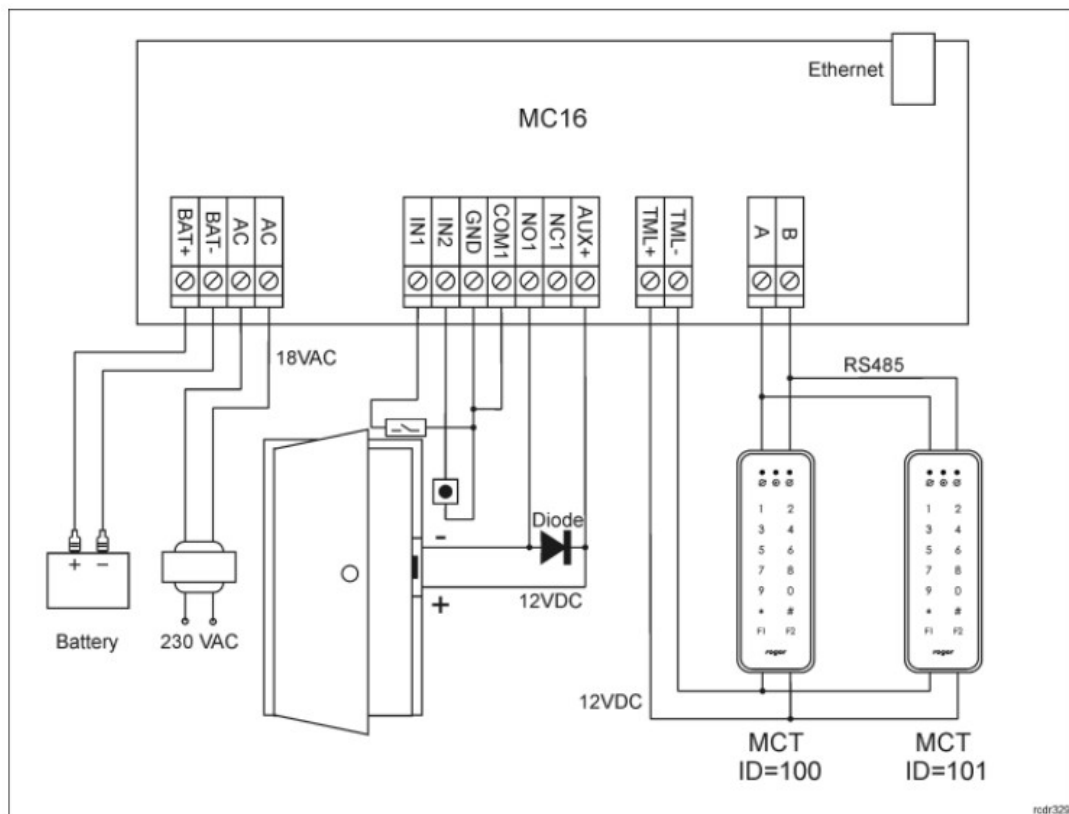 Ethernet
MC16
BAT+ BAT- AC AC
IN1 IN2 GND COM1 NO1 NC1 AUX+
TML+ TML-
A B
18VAC
RS485
Diode
-
+
12VDC
+ -
Battery
230 VAC
1 2
3 4
5 6
7 8
9 0
* #
F1 F2
roger
1 2
3 4
5 6
7 8
9 0
* #
F1 F2
roger
12VDC
MCT
ID=100
MCT
ID=101
rcdr329